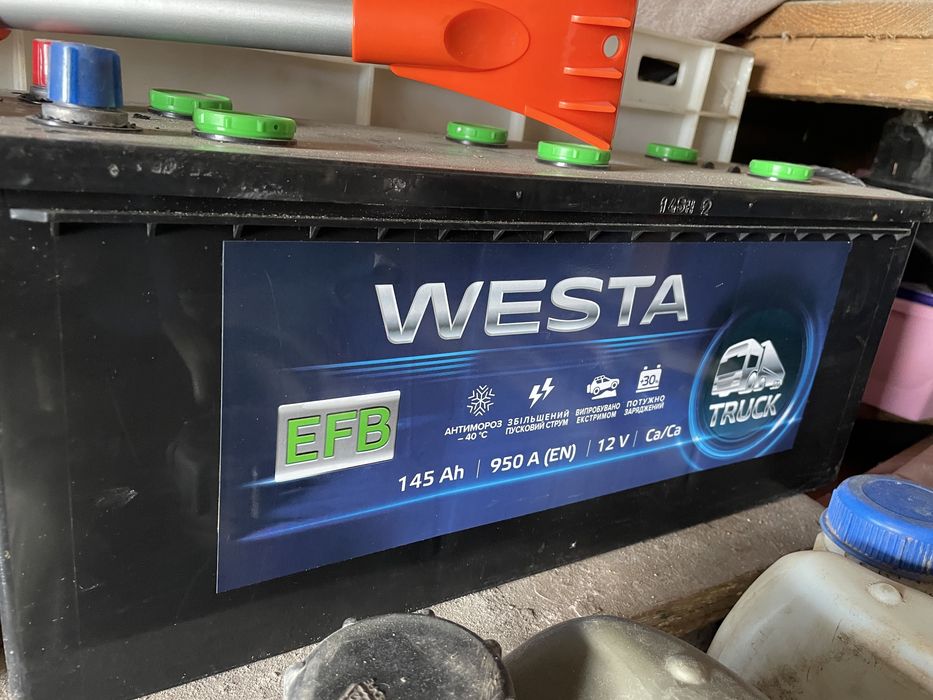 WESTA
EFB
АНТИМОРОЗ
– 40 °C
ЗБІЛЬШЕНИЙ
ПУСКОВИЙ СТРУМ
ВИПРОБУВАНО
ЕКСТРИМОМ
+30
ПОТУЖНО
ЗАРЯДЖЕНИЙ
145 Ah | 950 A (EN) | 12 V | Ca/Ca
TRUCK